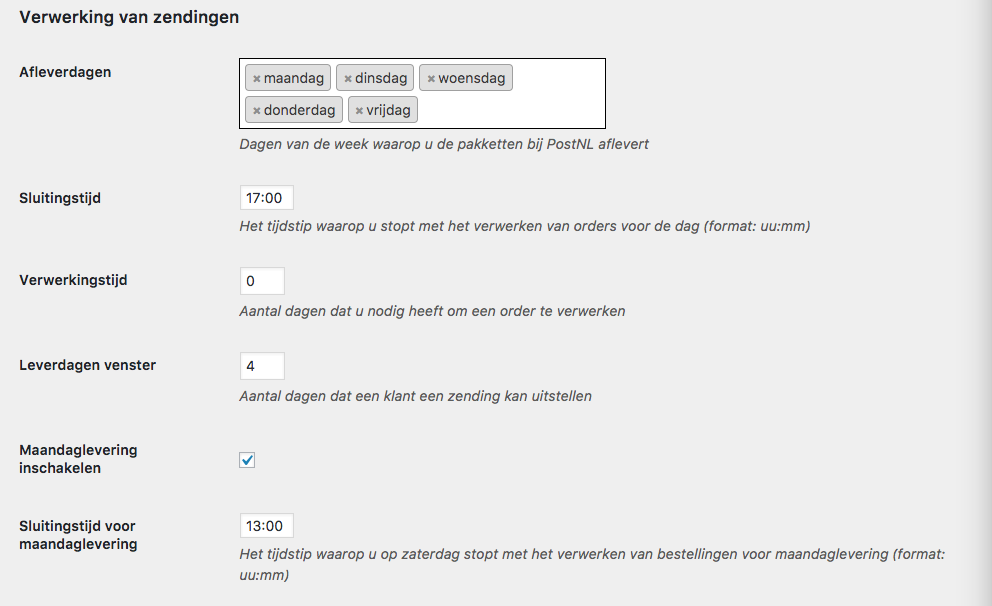 Verwerking van zendingen
Afleverdagen
× maandag × dinsdag × woensdag
× donderdag × vrijdag
Dagen van de week waarop u de pakketten bij PostNL aflevert
Sluitingstijd
17:00
Het tijdstip waarop u stopt met het verwerken van orders voor de dag (format: uu:mm)
Verwerkingstijd
0
Aantal dagen dat u nodig heeft om een order te verwerken
Leverdagen venster
4
Aantal dagen dat een klant een zending kan uitstellen
Maandaglevering
inschakelen
Sluitingstijd voor
maandaglevering
13:00
Het tijdstip waarop u op zaterdag stopt met het verwerken van bestellingen voor maandaglevering (format:
uu:mm)